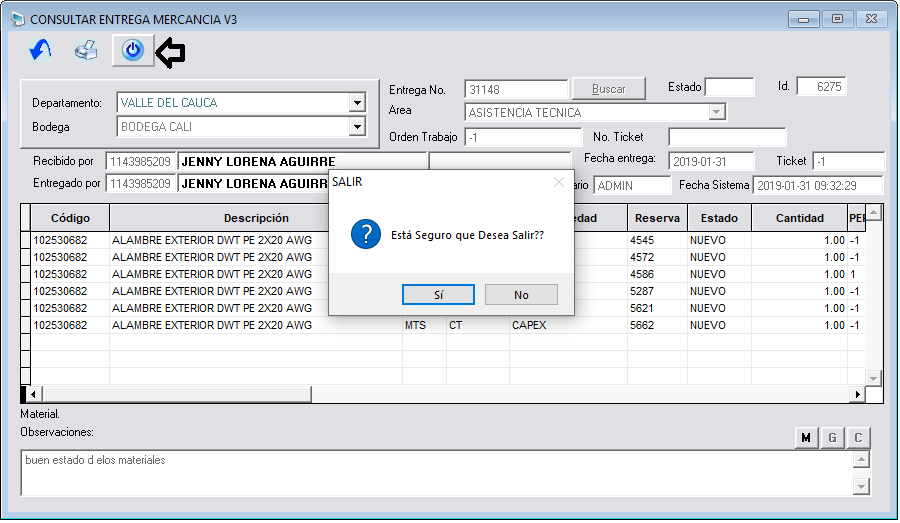 CONSULTAR ENTREGA MERCANCIA V3
Departamento: VALLE DEL CAUCA
Bodega BODEGA CALI
Entrega No. 31148 Buscar Estado Id. 6275
Area ASISTENCIA TECNICA
Orden Trabajo -1 No. Ticket
Recibido por 1143985209 JENNY LORENA AGUIRRE Fecha entrega: 2019-01-31 Ticket -1
Entregado por 1143985209 JENNY LORENA AGUIRR ario ADMIN Fecha Sistema 2019-01-31 09:32:29
SALIR
Está Seguro que Desea Salir??
Sí No
Código Descripción edad Reserva Estado Cantidad PEI
102530682 ALAMBRE EXTERIOR DWT PE 2X20 AWG 4545 NUEVO 1.00 -1
102530682 ALAMBRE EXTERIOR DWT PE 2X20 AWG 4572 NUEVO 1.00 -1
102530682 ALAMBRE EXTERIOR DWT PE 2X20 AWG 4586 NUEVO 1.00 1
102530682 ALAMBRE EXTERIOR DWT PE 2X20 AWG 5287 NUEVO 1.00 -1
102530682 ALAMBRE EXTERIOR DWT PE 2X20 AWG 5621 NUEVO 1.00 -1
102530682 ALAMBRE EXTERIOR DWT PE 2X20 AWG MTS CT CAPEX 5662 NUEVO 1.00 -1
Material.
Observaciones:
M G C
buen estado d elos materiales